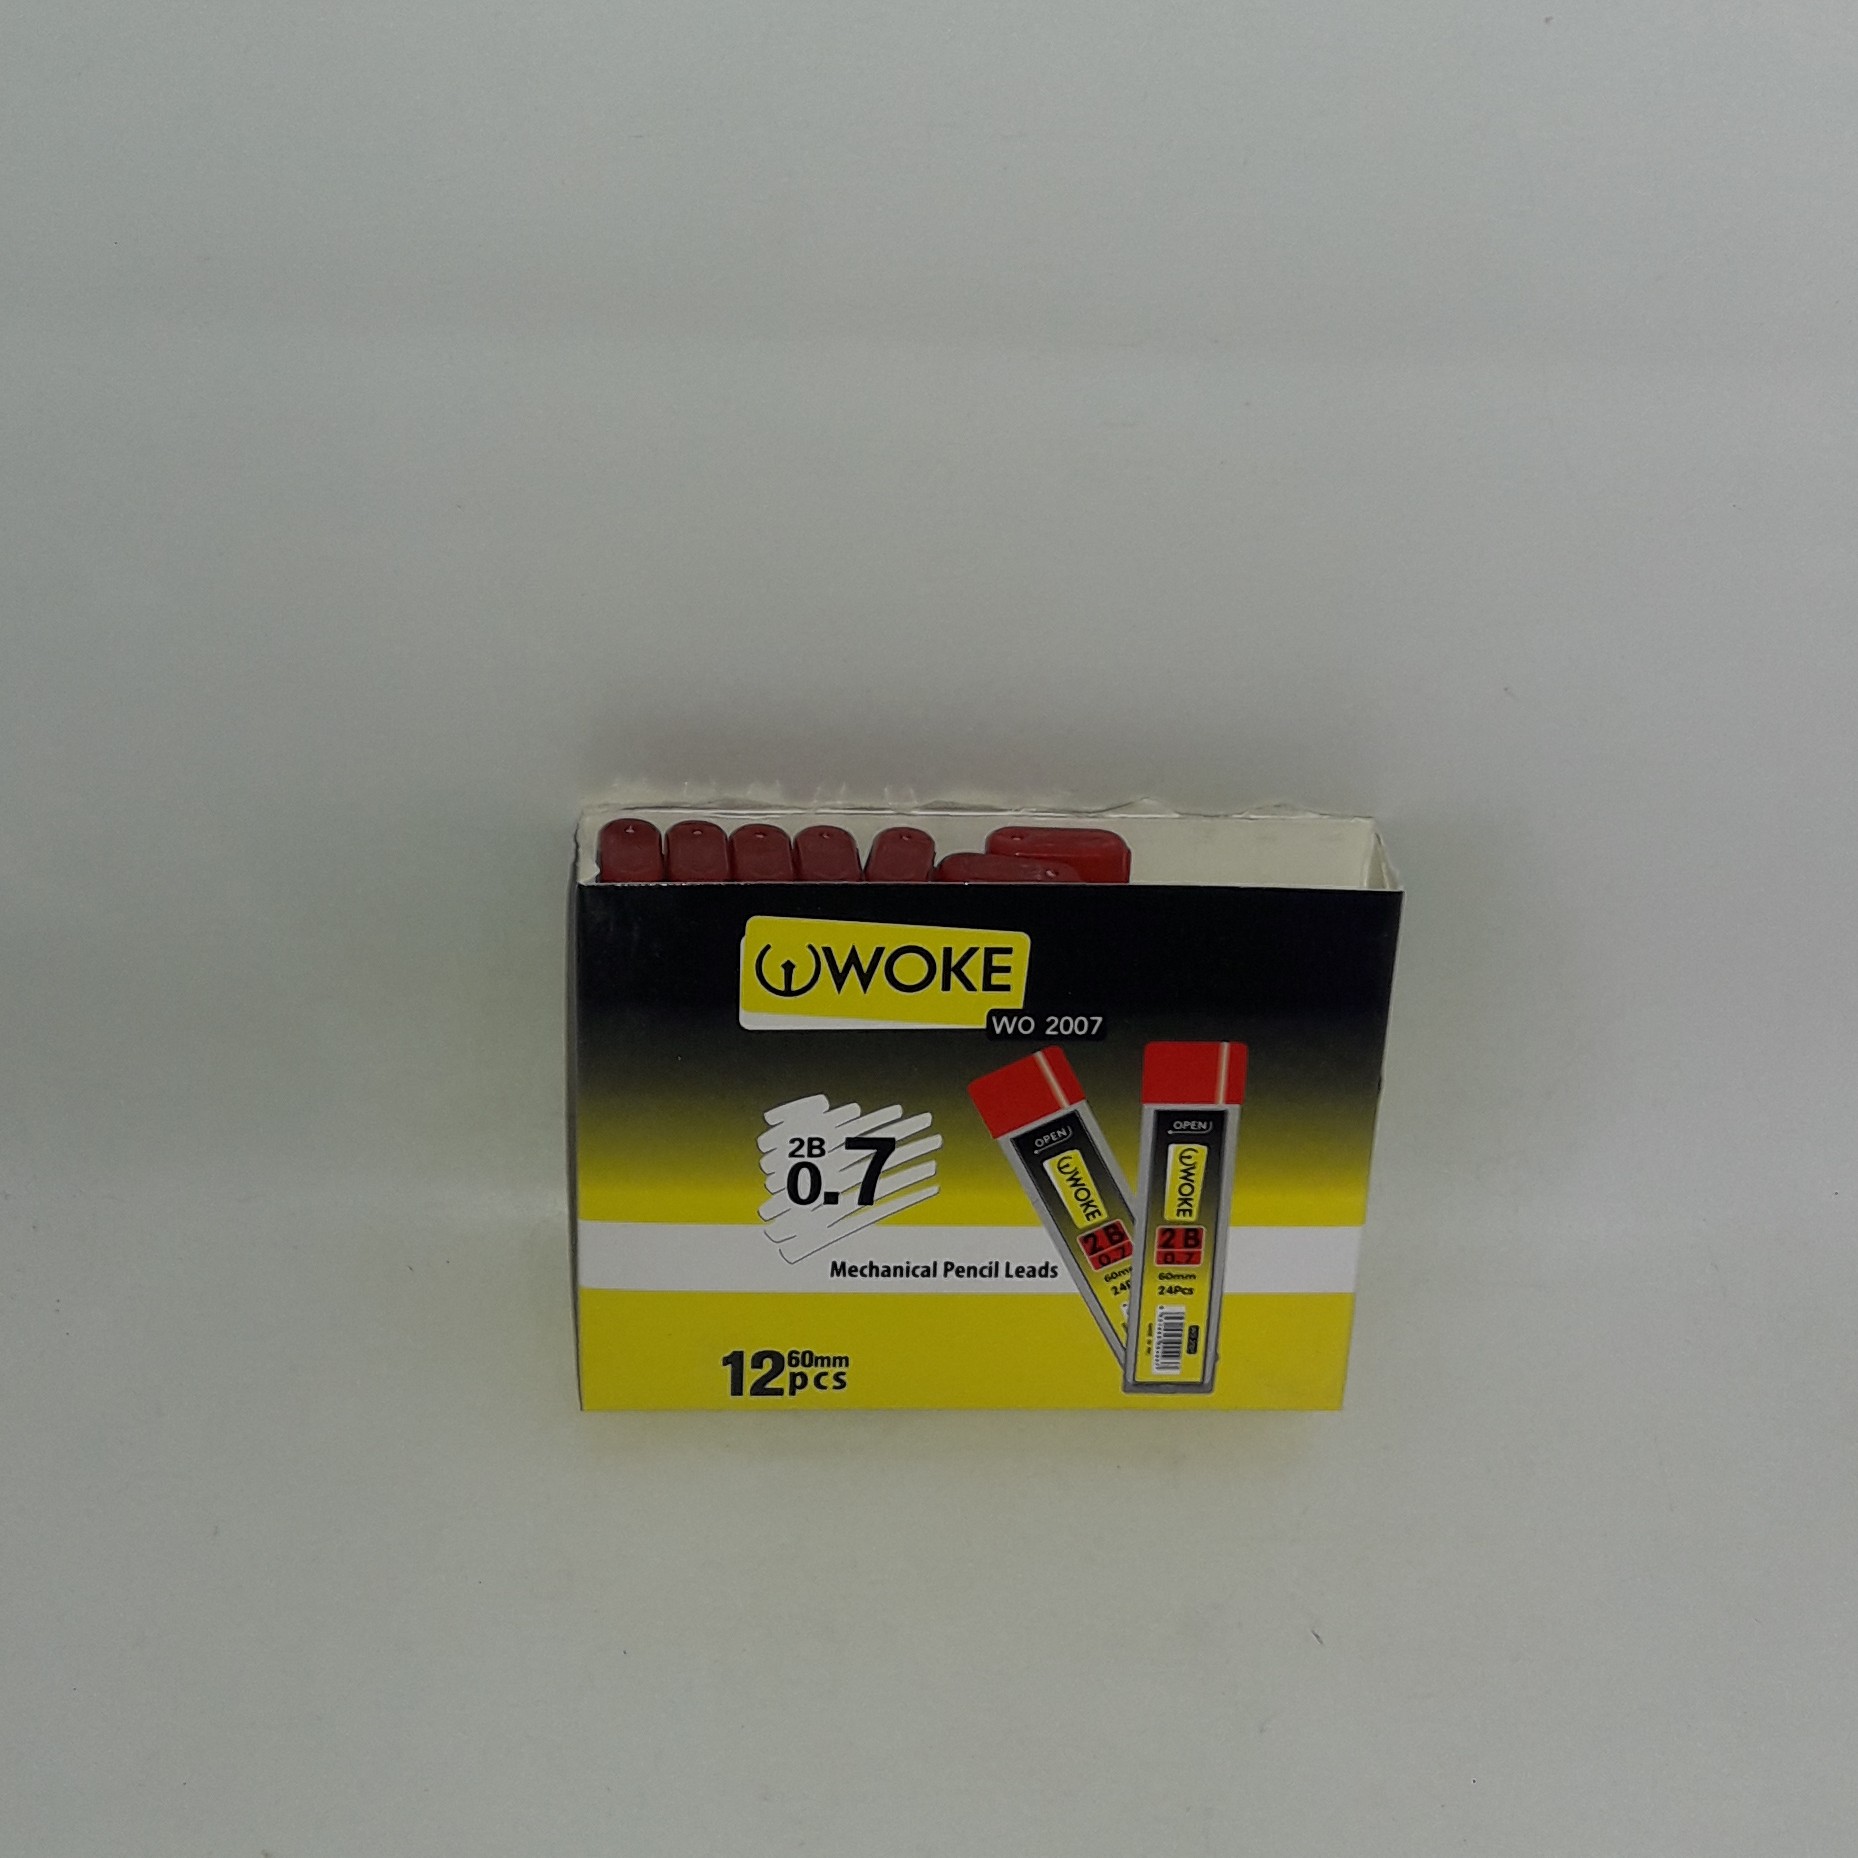 WOKE
WO 2007
2B
0.7
Mechanical Pencil Leads
12 60mm
pcs
OPEN
WOKE
2B
0.7
60mm
24P
OPEN
WOKE
2B
0.7
60mm
24Pcs